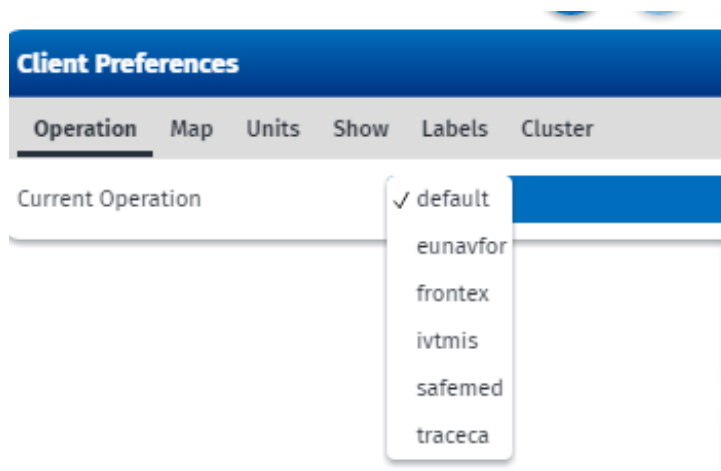 Client Preferences
Operation Map Units Show Labels Cluster
Current Operation ✓ default
eunavfor
frontex
ivtmis
safemed
traceca